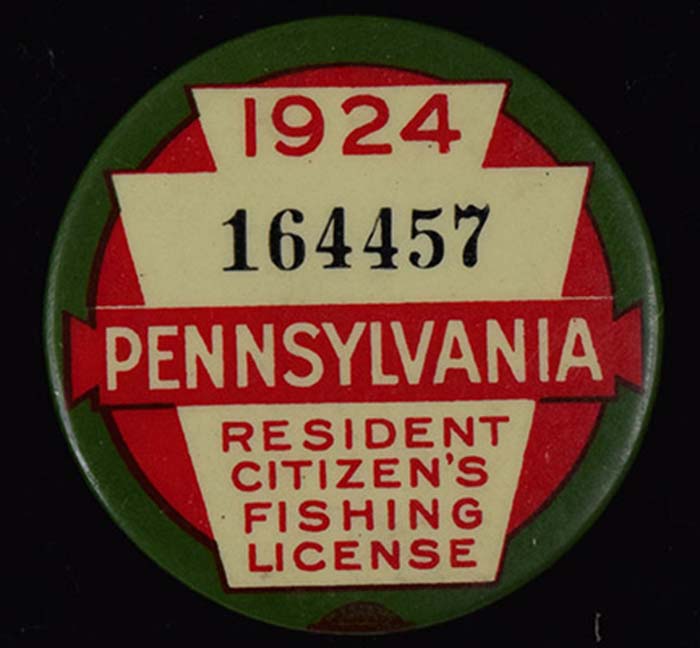 1924
164457
PENNSYLVANIA
RESIDENT
CITIZEN'S
FISHING
LICENSE